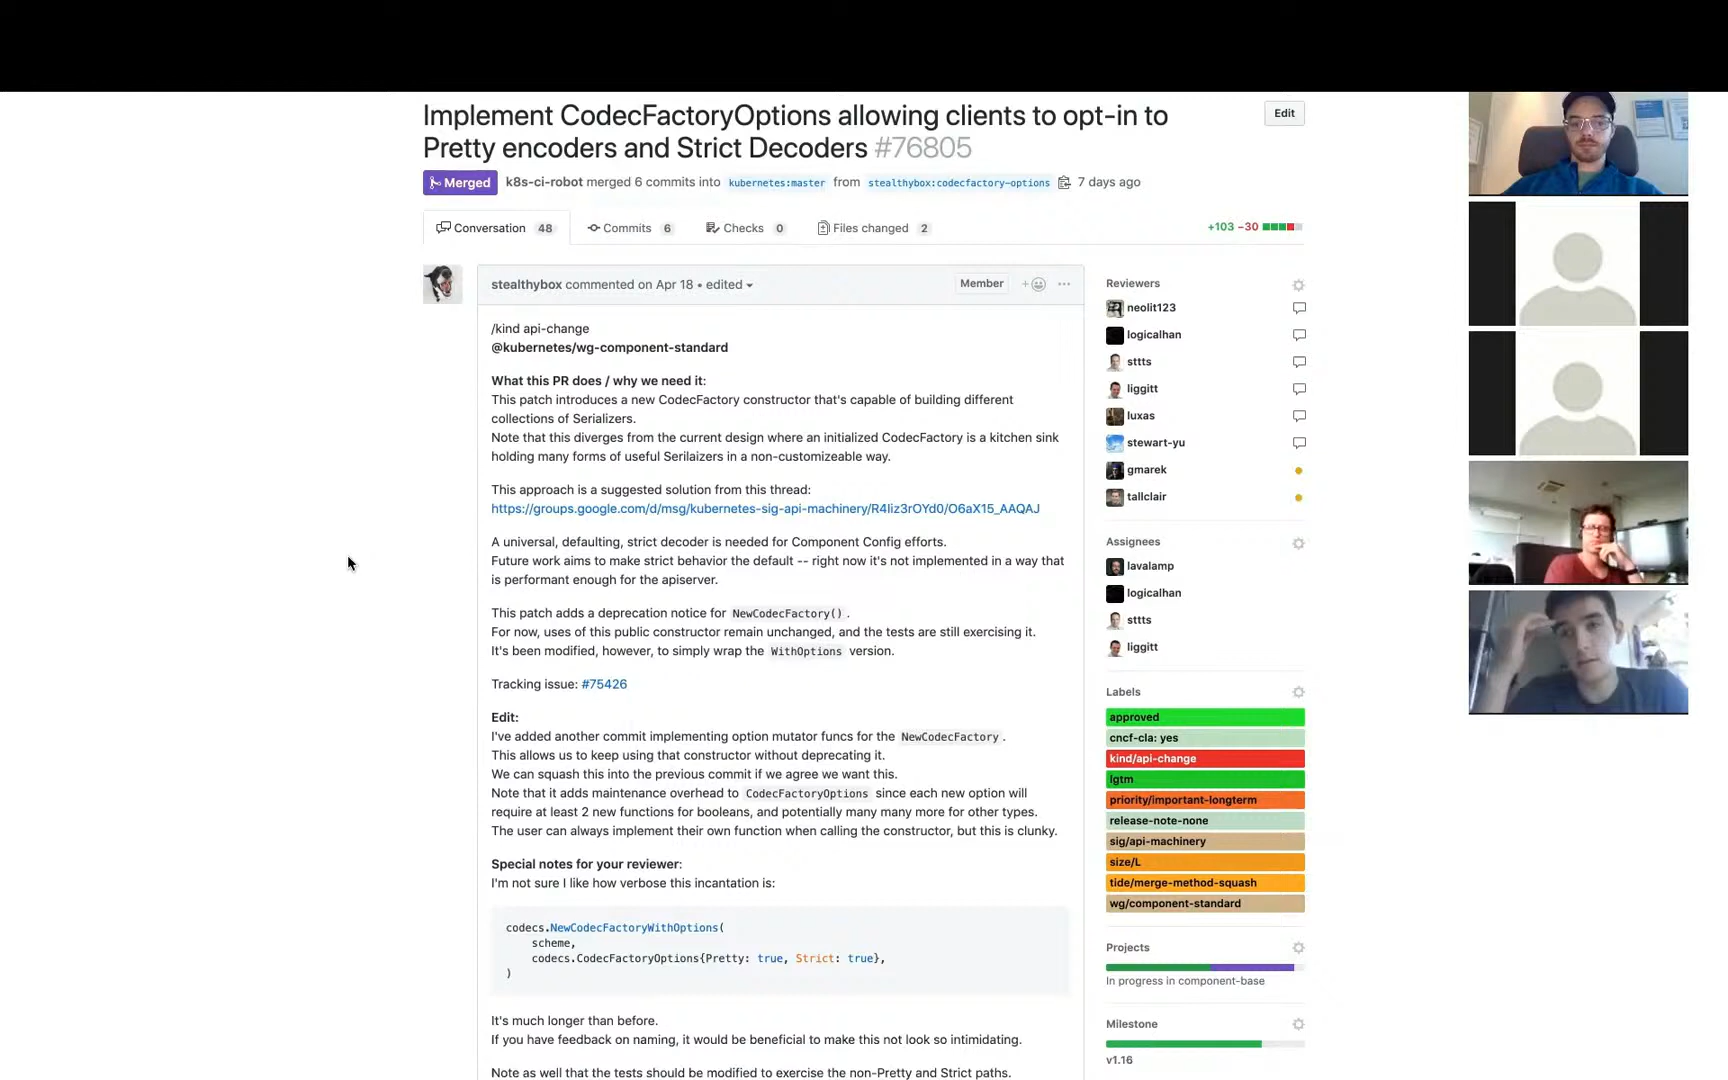 Implement CodecFactoryOptions allowing clients to opt-in to
Pretty encoders and Strict Decoders #76805
Edit
Merged k8s-ci-robot merged 6 commits into kubernetes:master from stealthybox:codecfactory-options 7 days ago
Conversation 48 Commits 6 Checks 0 Files changed 2 +103 −30
stealthybox commented on Apr 18 • edited Member
/kind api-change
@kubernetes/wg-component-standard
What this PR does / why we need it:
This patch introduces a new CodecFactory constructor that's capable of building different
collections of Serializers.
Note that this diverges from the current design where an initialized CodecFactory is a kitchen sink
holding many forms of useful Serilaizers in a non-customizeable way.
This approach is a suggested solution from this thread:
https://groups.google.com/d/msg/kubernetes-sig-api-machinery/R4Iiz3rOYd0/O6aX15_AAQAJ
A universal, defaulting, strict decoder is needed for Component Config efforts.
Future work aims to make strict behavior the default -- right now it's not implemented in a way that
is performant enough for the apiserver.
This patch adds a deprecation notice for NewCodecFactory() .
For now, uses of this public constructor remain unchanged, and the tests are still exercising it.
It's been modified, however, to simply wrap the WithOptions version.
Tracking issue: #75426
Edit:
I've added another commit implementing option mutator funcs for the NewCodecFactory .
This allows us to keep using that constructor without deprecating it.
We can squash this into the previous commit if we agree we want this.
Note that it adds maintenance overhead to CodecFactoryOptions since each new option will
require at least 2 new functions for booleans, and potentially many many more for other types.
The user can always implement their own function when calling the constructor, but this is clunky.
Special notes for your reviewer:
I'm not sure I like how verbose this incantation is:
codecs.NewCodecFactoryWithOptions(
scheme,
codecs.CodecFactoryOptions{Pretty: true, Strict: true},
)
It's much longer than before.
If you have feedback on naming, it would be beneficial to make this not look so intimidating.
Note as well that the tests should be modified to exercise the non-Pretty and Strict paths.
Reviewers
neolit123
logicalhan
sttts
liggitt
luxas
stewart-yu
gmarek
tallclair
Assignees
lavalamp
logicalhan
sttts
liggitt
Labels
approved
cncf-cla: yes
kind/api-change
lgtm
priority/important-longterm
release-note-none
sig/api-machinery
size/L
tide/merge-method-squash
wg/component-standard
Projects
In progress in component-base
Milestone
v1.16